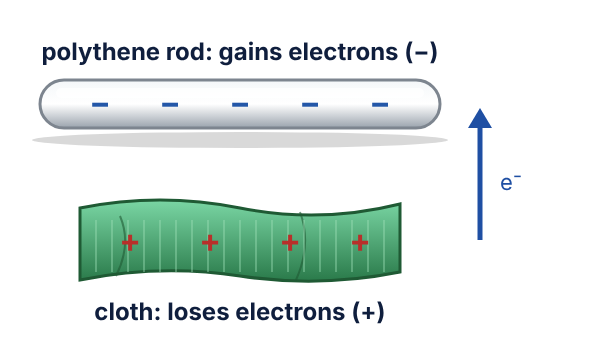 polythene rod: gains electrons (−)
− − − − −
e⁻
+ + + +
cloth: loses electrons (+)